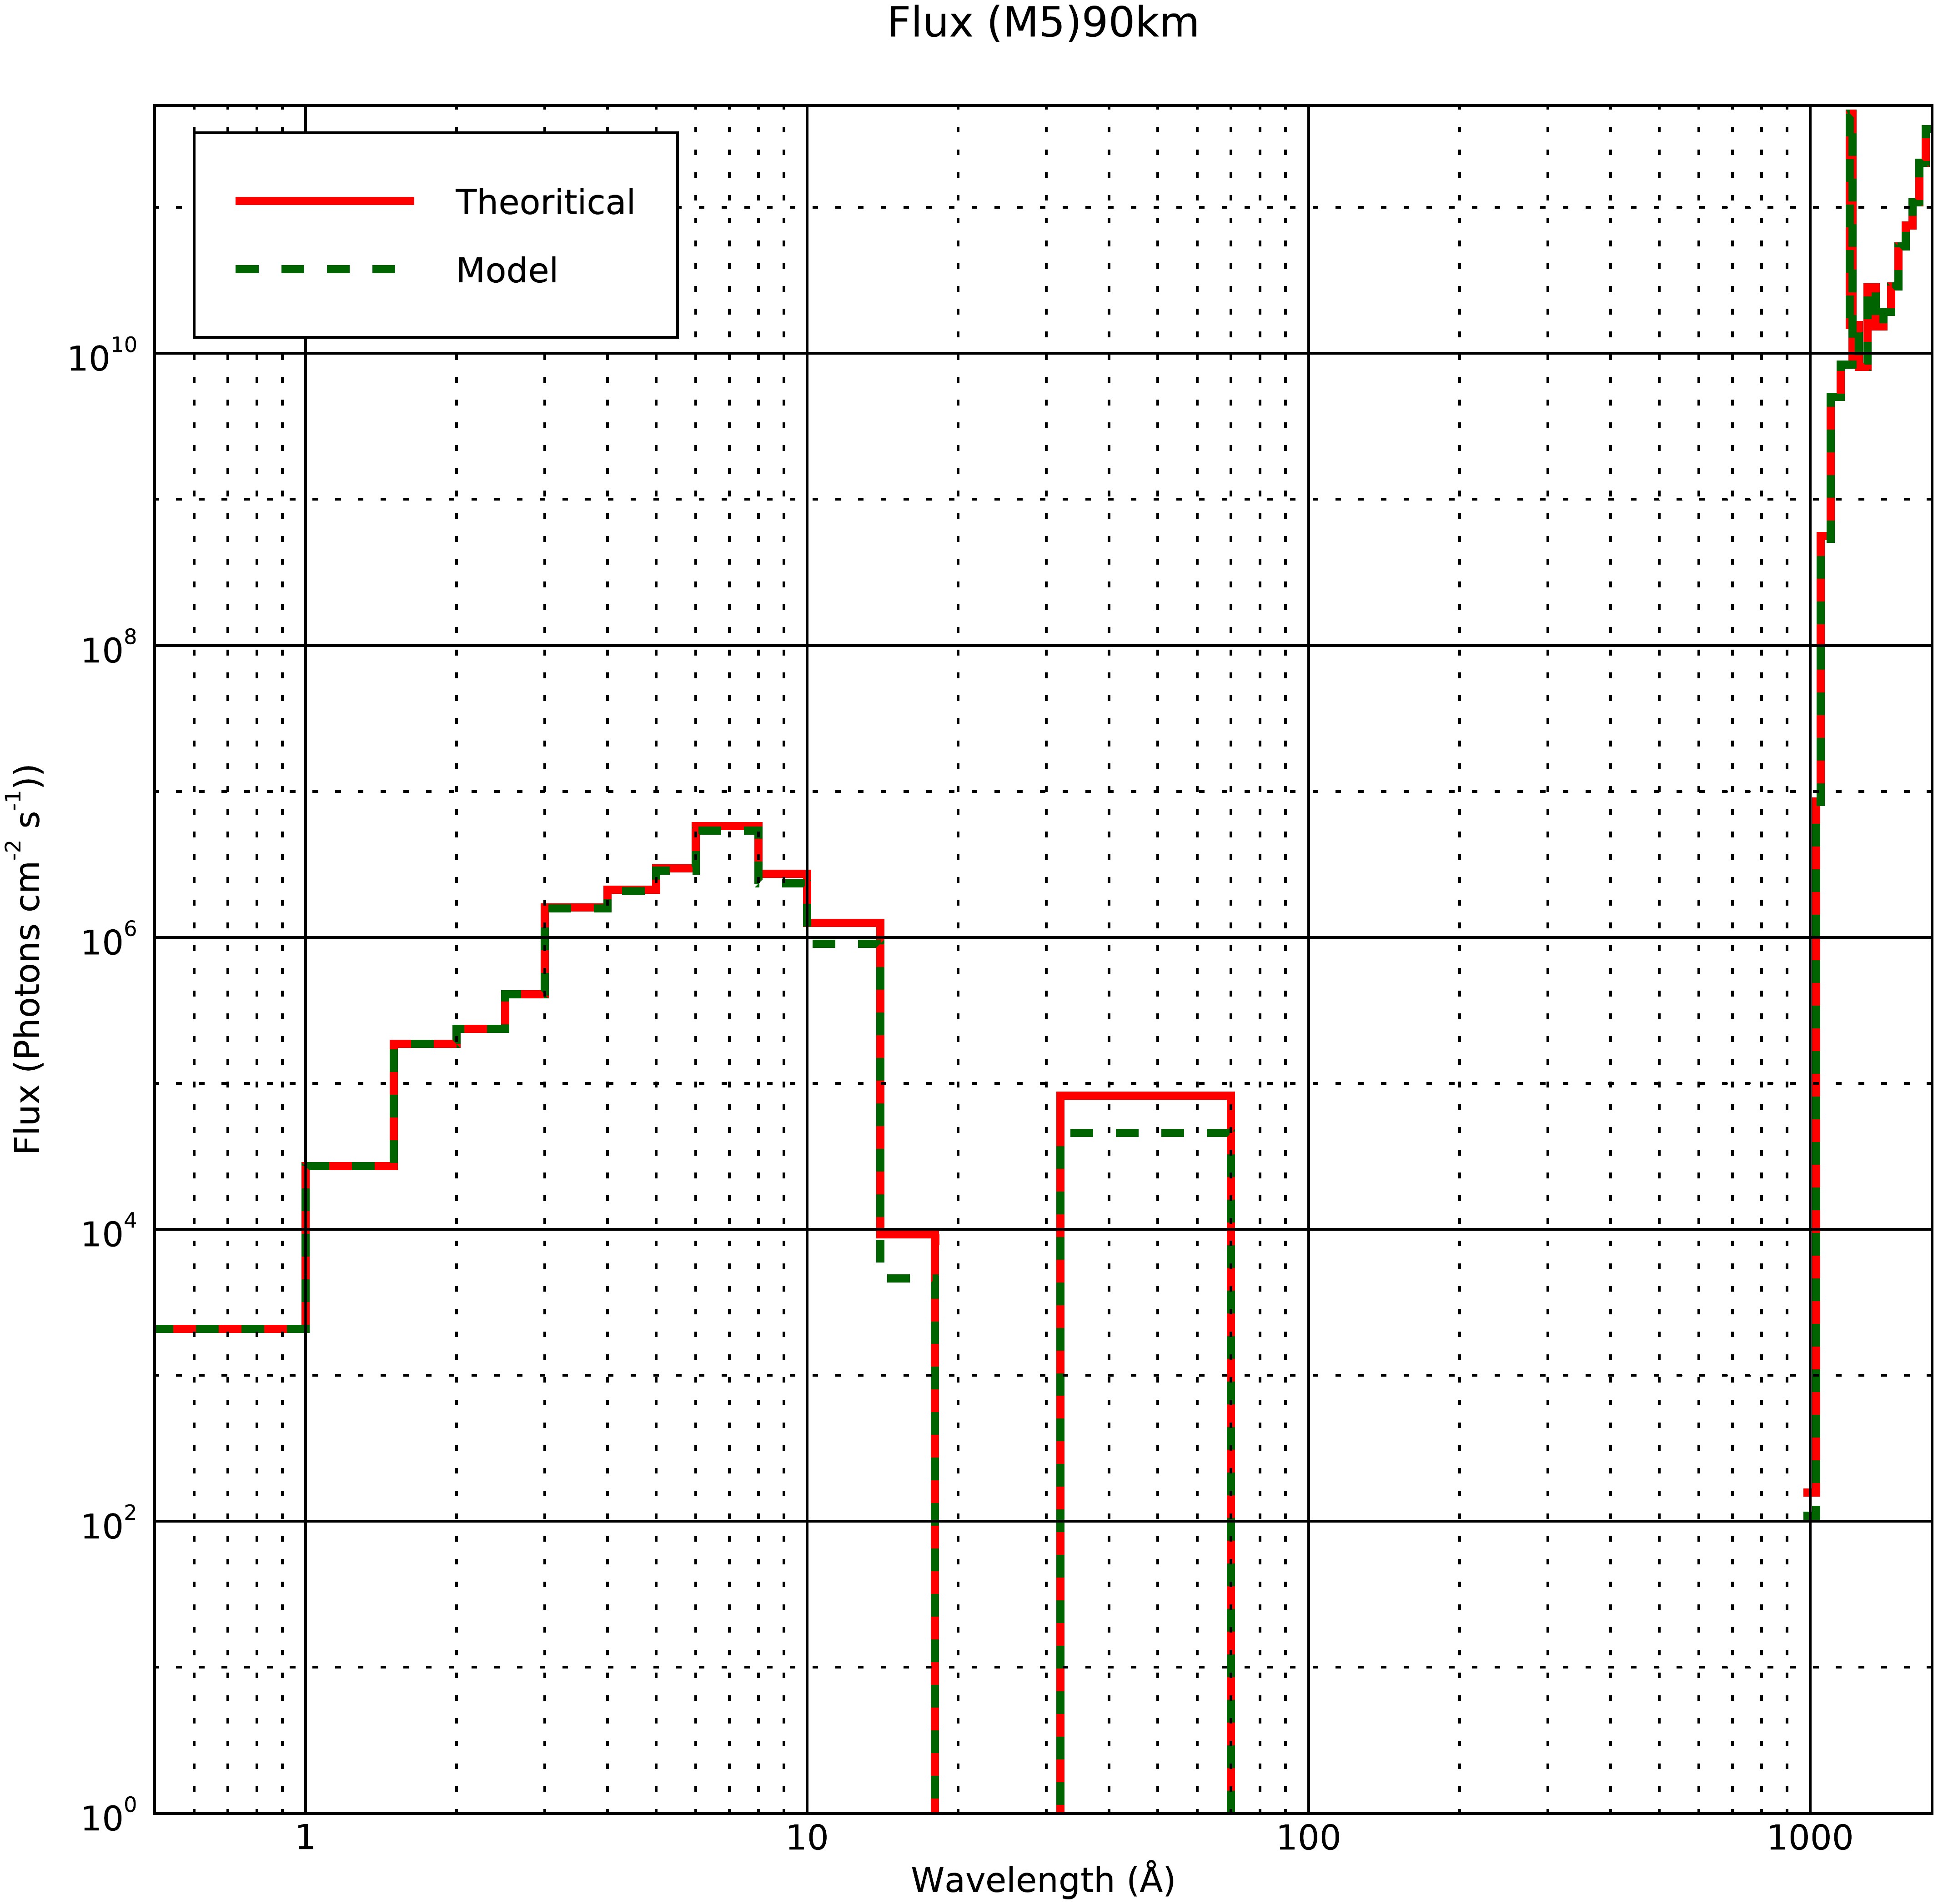 Flux (M5)90km
Theoritical
Model
Flux (Photons cm⁻² s⁻¹))
10¹⁰
10⁸
10⁶
10⁴
10²
10⁰
1 10 100 1000
Wavelength (Å)